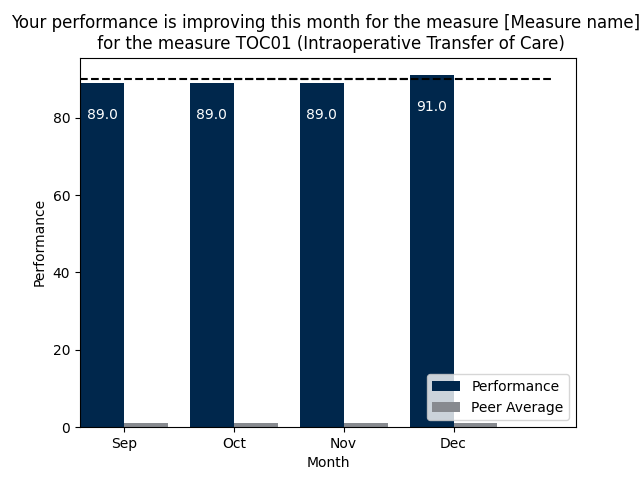 Your performance is improving this month for the measure [Measure name]
for the measure TOC01 (Intraoperative Transfer of Care)
Performance
80
60
40
20
0
89.0
89.0
89.0
91.0
Performance
Peer Average
Sep
Oct
Nov
Dec
Month